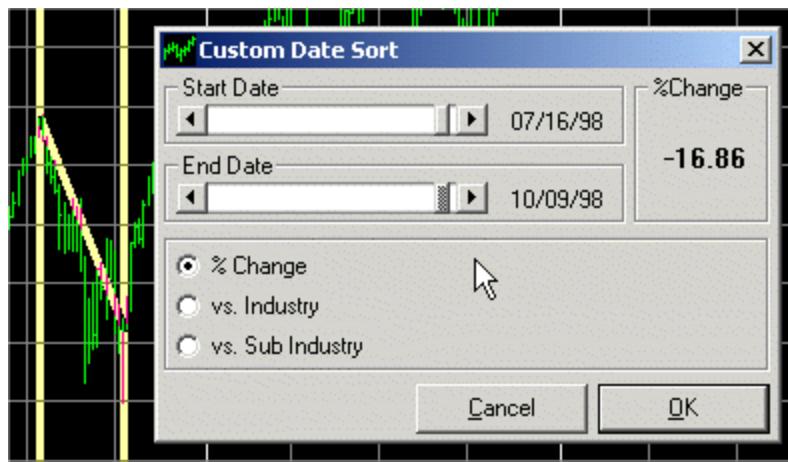 Custom Date Sort
Start Date
07/16/98
%Change
-16.86
End Date
10/09/98
% Change
vs. Industry
vs. Sub Industry
Cancel
OK